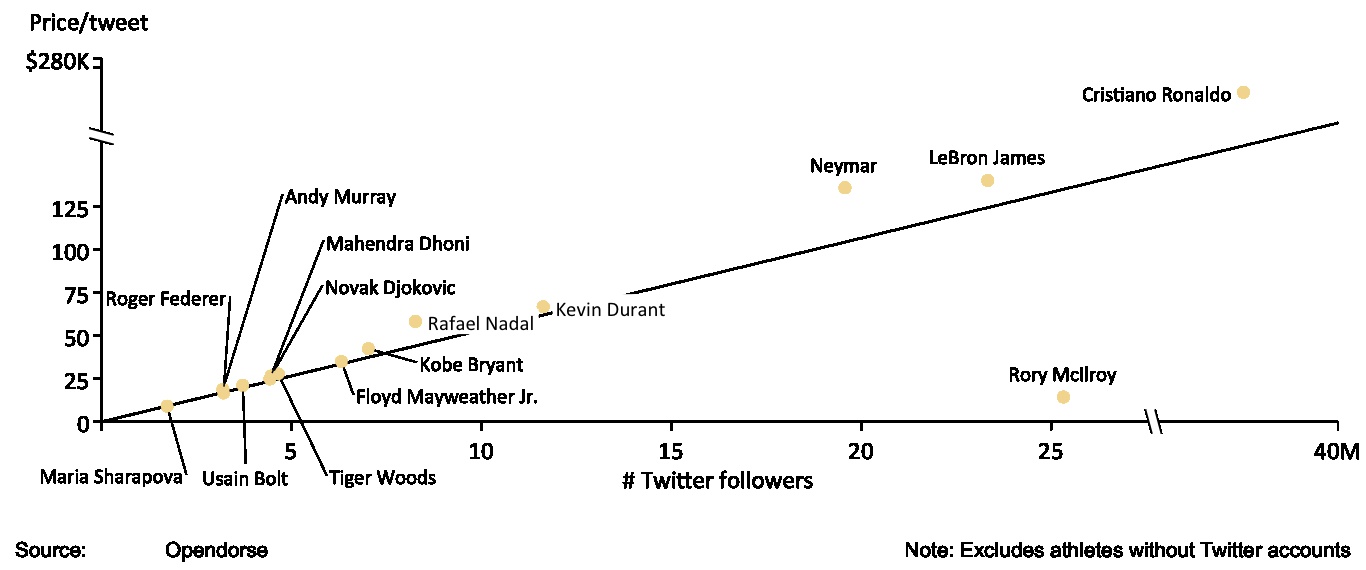 Price/tweet
$280K
Cristiano Ronaldo
LeBron James
Neymar
Andy Murray
125
Mahendra Dhoni
100
Novak Djokovic
75
Roger Federer
Kevin Durant
Rafael Nadal
50
Kobe Bryant
25
Rory McIlroy
Floyd Mayweather Jr.
0
5
10
15
20
25
40M
Maria Sharapova
Usain Bolt
Tiger Woods
# Twitter followers
Source: Opendorse
Note: Excludes athletes without Twitter accounts